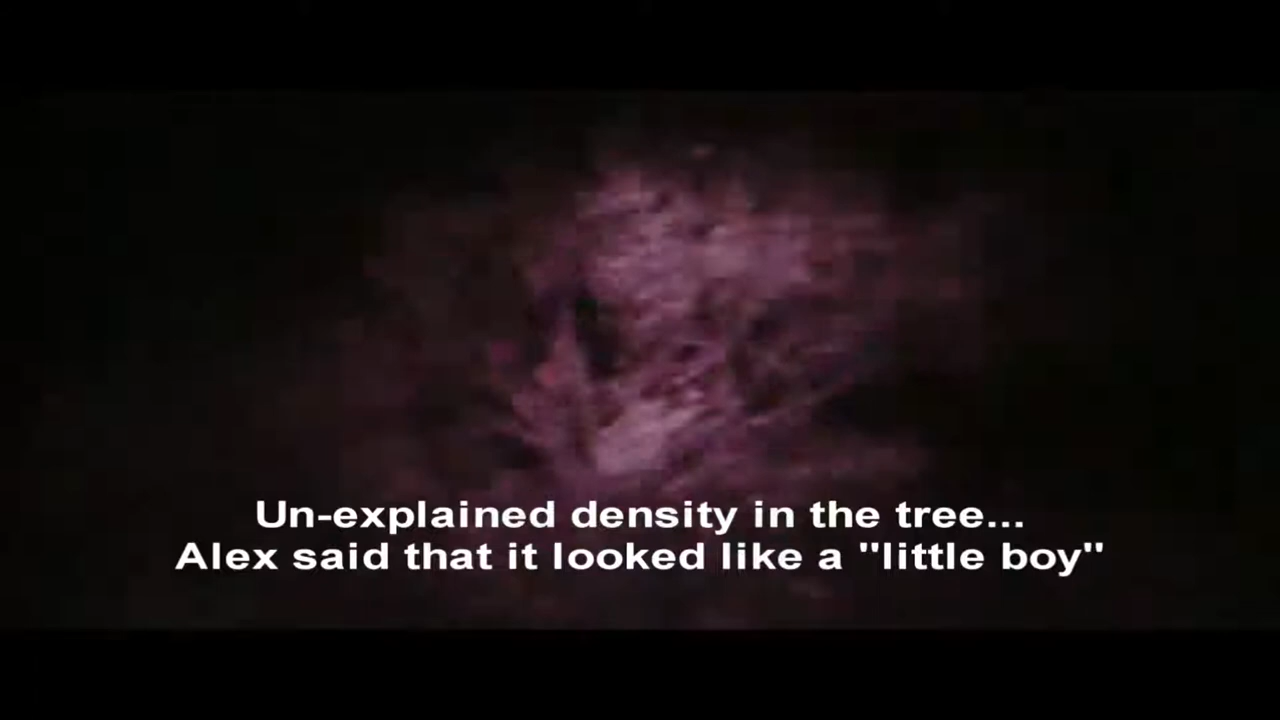 Un-explained density in the tree...
Alex said that it looked like a "little boy"